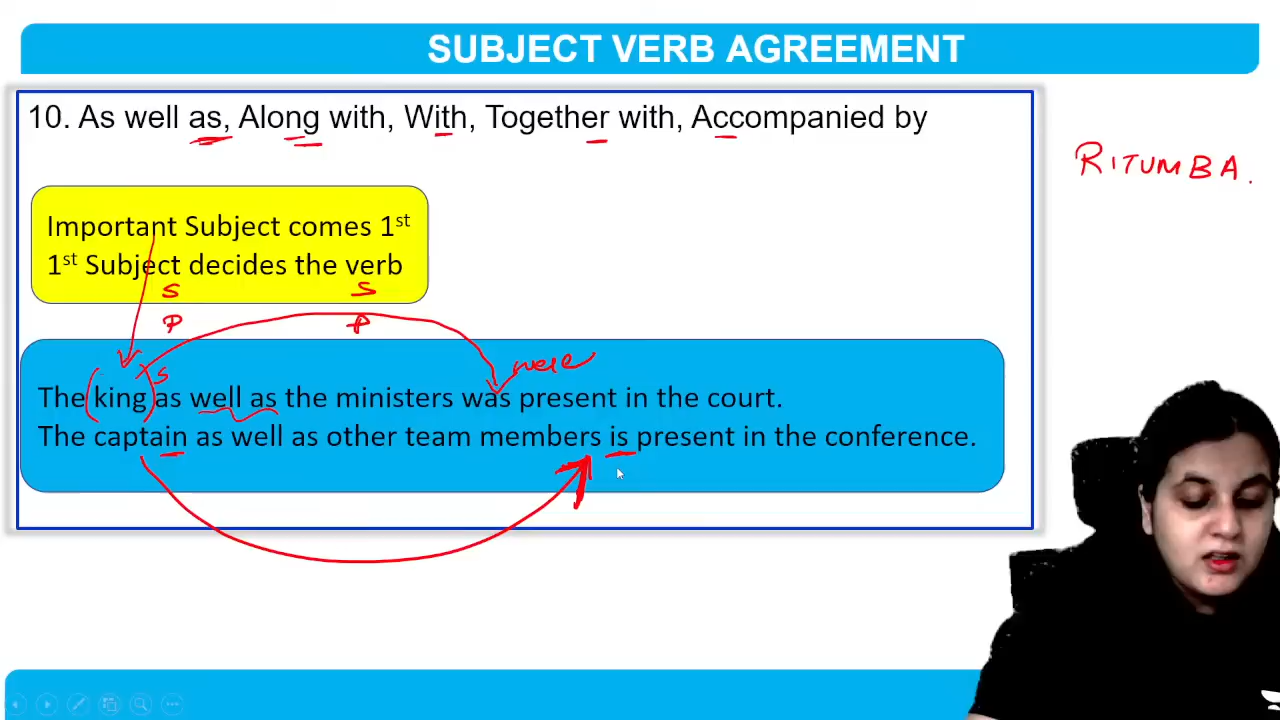 SUBJECT VERB AGREEMENT
10. As well as, Along with, With, Together with, Accompanied by
RITUMBA.
Important Subject comes 1st
1st Subject decides the verb
S S
P P
were
S
The king as well as the ministers was present in the court.
The captain as well as other team members is present in the conference.